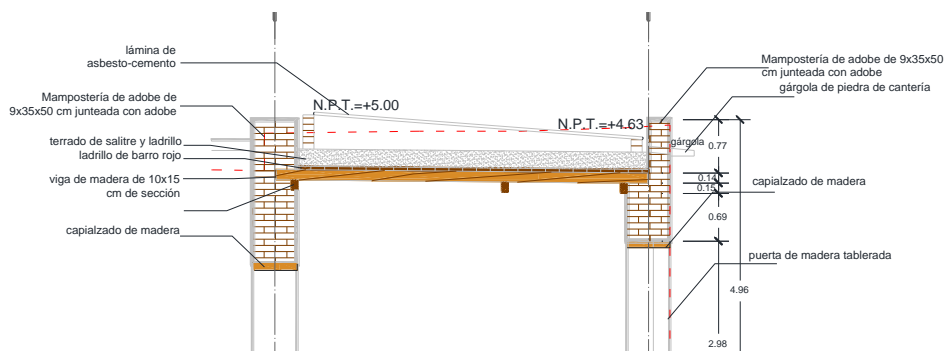 lámina de
asbesto-cemento
Mampostería de adobe de 9x35x50
cm junteada con adobe
gárgola de piedra de cantería
Mampostería de adobe de
9x35x50 cm junteada con adobe
N.P.T.=+5.00
N.P.T.=+4.63
terrado de salitre y ladrillo
gárgola
0.77
ladrillo de barro rojo
viga de madera de 10x15
cm de sección
0.14
0.15
capialzado de madera
0.69
capialzado de madera
puerta de madera tablerada
4.96
2.98